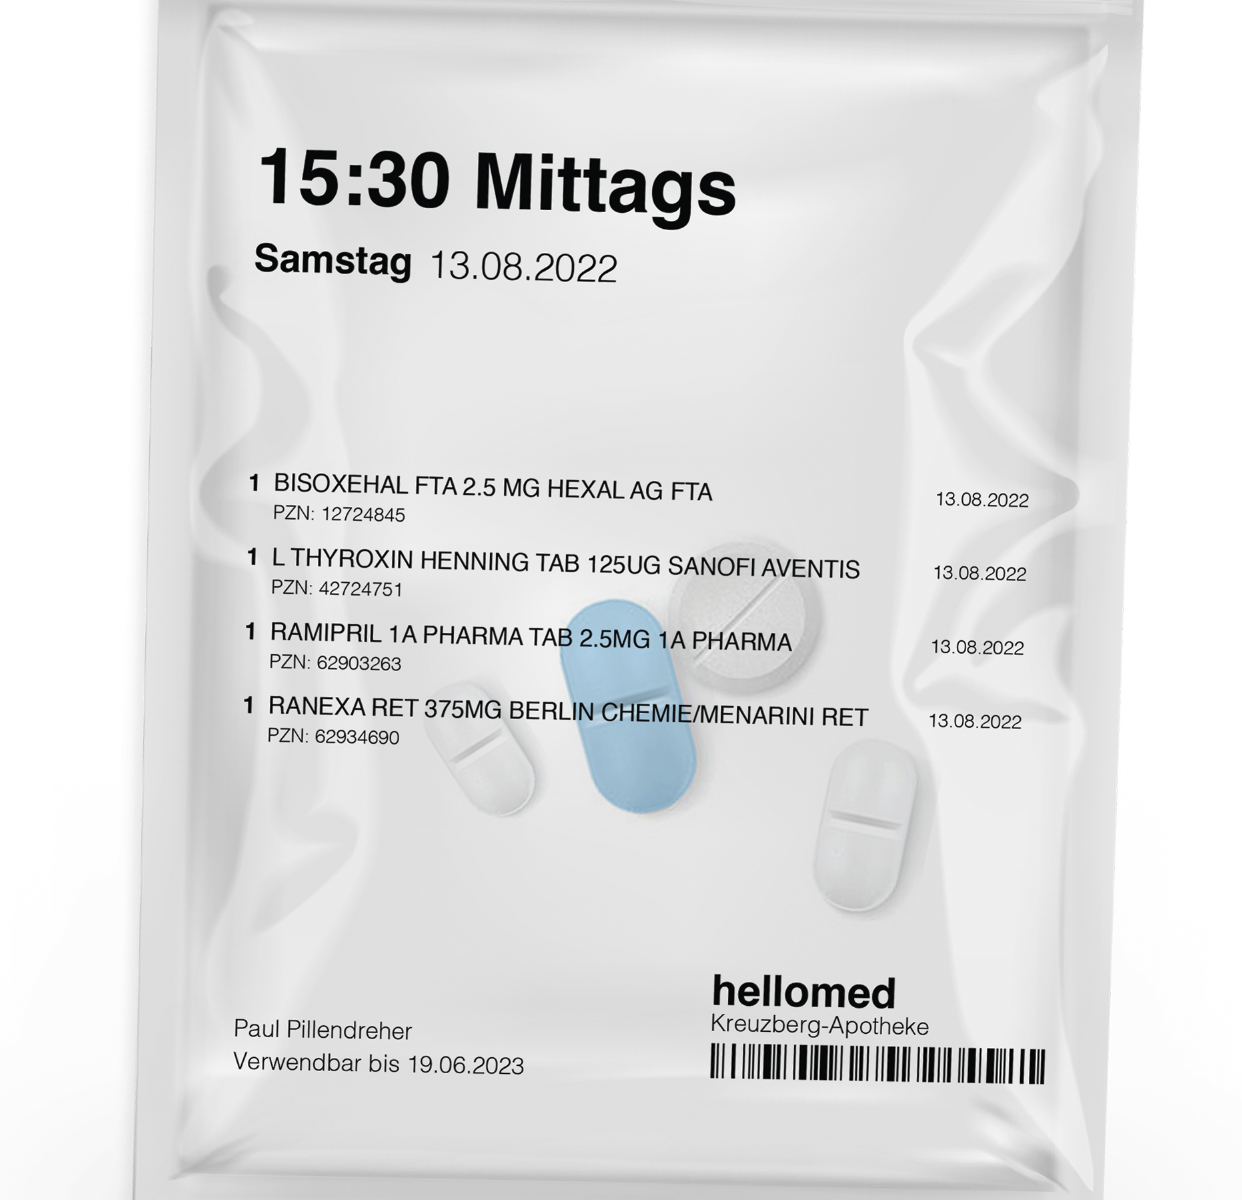 15:30 Mittags
Samstag 13.08.2022
1 BISOXEHAL FTA 2.5 MG HEXAL AG FTA 13.08.2022
PZN: 12724845
1 L THYROXIN HENNING TAB 125UG SANOFI AVENTIS 13.08.2022
PZN: 42724751
1 RAMIPRIL 1A PHARMA TAB 2.5MG 1A PHARMA 13.08.2022
PZN: 62903263
1 RANEXA RET 375MG BERLIN CHEMIE/MENARINI RET 13.08.2022
PZN: 62934690
Paul Pillendreher
Verwendbar bis 19.06.2023
hellomed
Kreuzberg-Apotheke